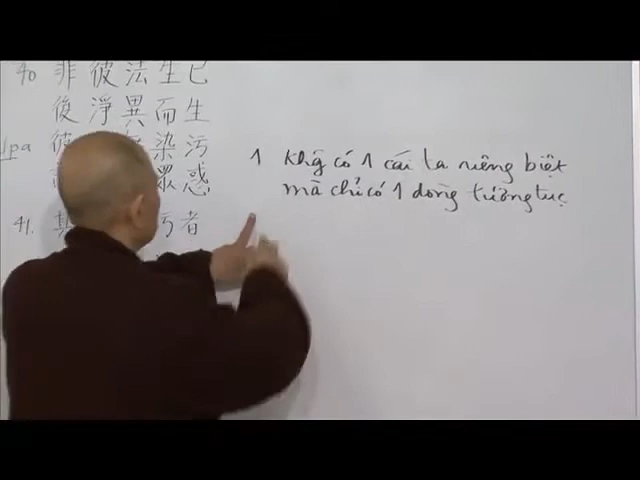 40 非彼法生已
後淨異而生
彼 染污
眾惑
41. 污者
1 Khg có 1 cái ta riêng biệt
mà chỉ có 1 dòng tương tục